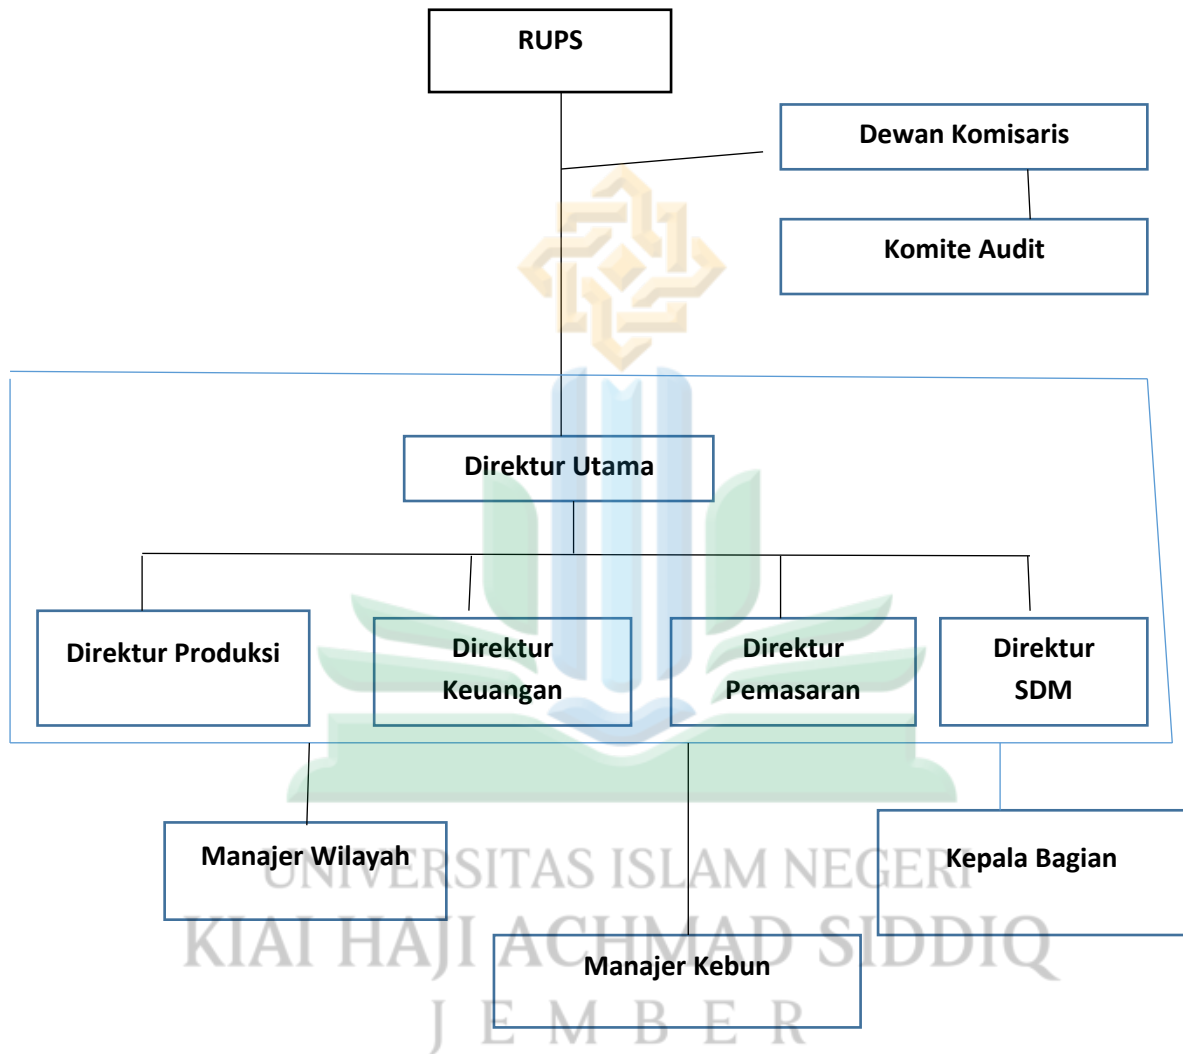 RUPS
Dewan Komisaris
Komite Audit
Direktur Utama
Direktur Produksi
Direktur
Keuangan
Direktur
Pemasaran
Direktur
SDM
Manajer Wilayah
Kepala Bagian
UNIVERSITAS ISLAM NEGERI
KIAI HAJI ACHMAD SIDDIQ
Manajer Kebun
JEMBER